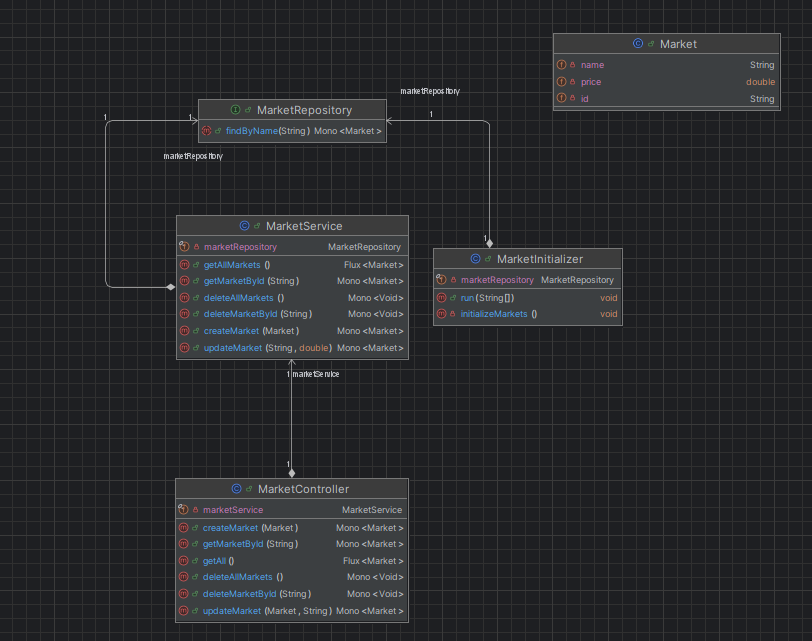 Market
name String
price double
id String
marketRepository
1
1 1
MarketRepository
findByName(String) Mono<Market>
marketRepository
MarketService
marketRepository MarketRepository
getAllMarkets () Flux<Market>
getMarketById (String) Mono<Market>
deleteAllMarkets () Mono<Void>
deleteMarketById (String) Mono<Void>
createMarket (Market) Mono<Market>
updateMarket (String, double) Mono<Market>
1
MarketInitializer
marketRepository MarketRepository
run (String[]) void
initializeMarkets () void
1 marketService
1
MarketController
marketService MarketService
createMarket (Market) Mono<Market>
getMarketById (String) Mono<Market>
getAll () Flux<Market>
deleteAllMarkets () Mono<Void>
deleteMarketById (String) Mono<Void>
updateMarket (Market, String) Mono<Market>